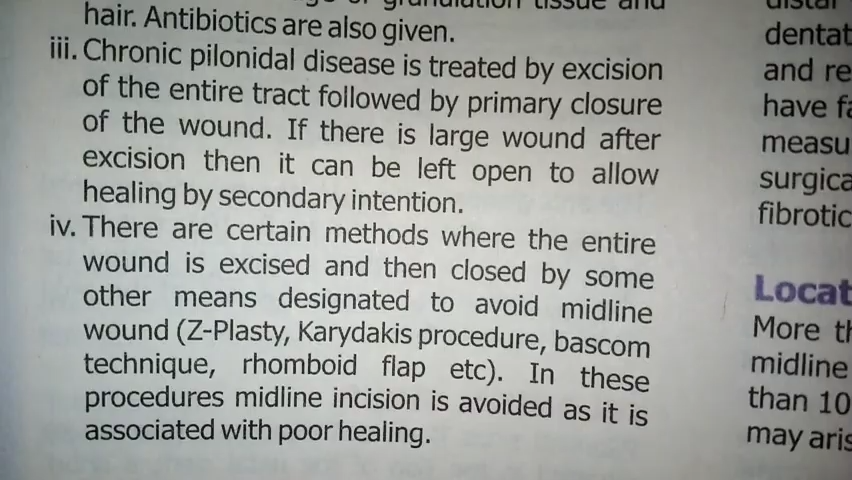 hair. Antibiotics are also given.
iii. Chronic pilonidal disease is treated by excision
of the entire tract followed by primary closure
of the wound. If there is large wound after
excision then it can be left open to allow
healing by secondary intention.
iv. There are certain methods where the entire
wound is excised and then closed by some
other means designated to avoid midline
wound (Z-Plasty, Karydakis procedure, bascom
technique, rhomboid flap etc). In these
procedures midline incision is avoided as it is
associated with poor healing.
dentat
and re
have fa
measu
surgica
fibrotic
Locat
More th
midline
than 10
may aris